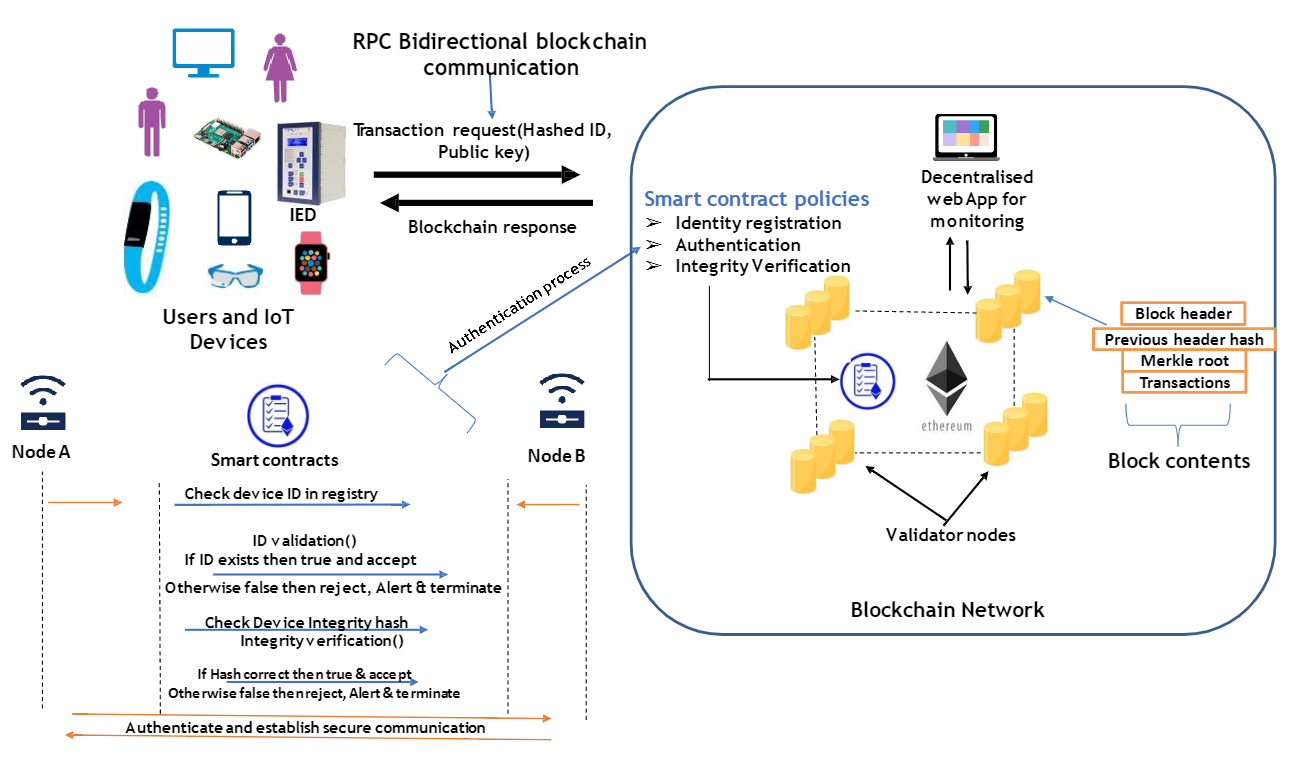 RPC Bidirectional blockchain
communication
Transaction request(Hashed ID,
Public key)
Blockchain response
IED
Users and IoT
Devices
Authentication process
Smart contract policies
➢ Identity registration
➢ Authentication
➢ Integrity Verification
Decentralised
web App for
monitoring
Block header
Previous header hash
Merkle root
Transactions
Block contents
ethereum
Validator nodes
Blockchain Network
Node A
Smart contracts
Node B
Check device ID in registry
ID validation()
If ID exists then true and accept
Otherwise false then reject, Alert & terminate
Check Device Integrity hash
Integrity verification()
If Hash correct then true & accept
Otherwise false then reject, Alert & terminate
Authenticate and establish secure communication